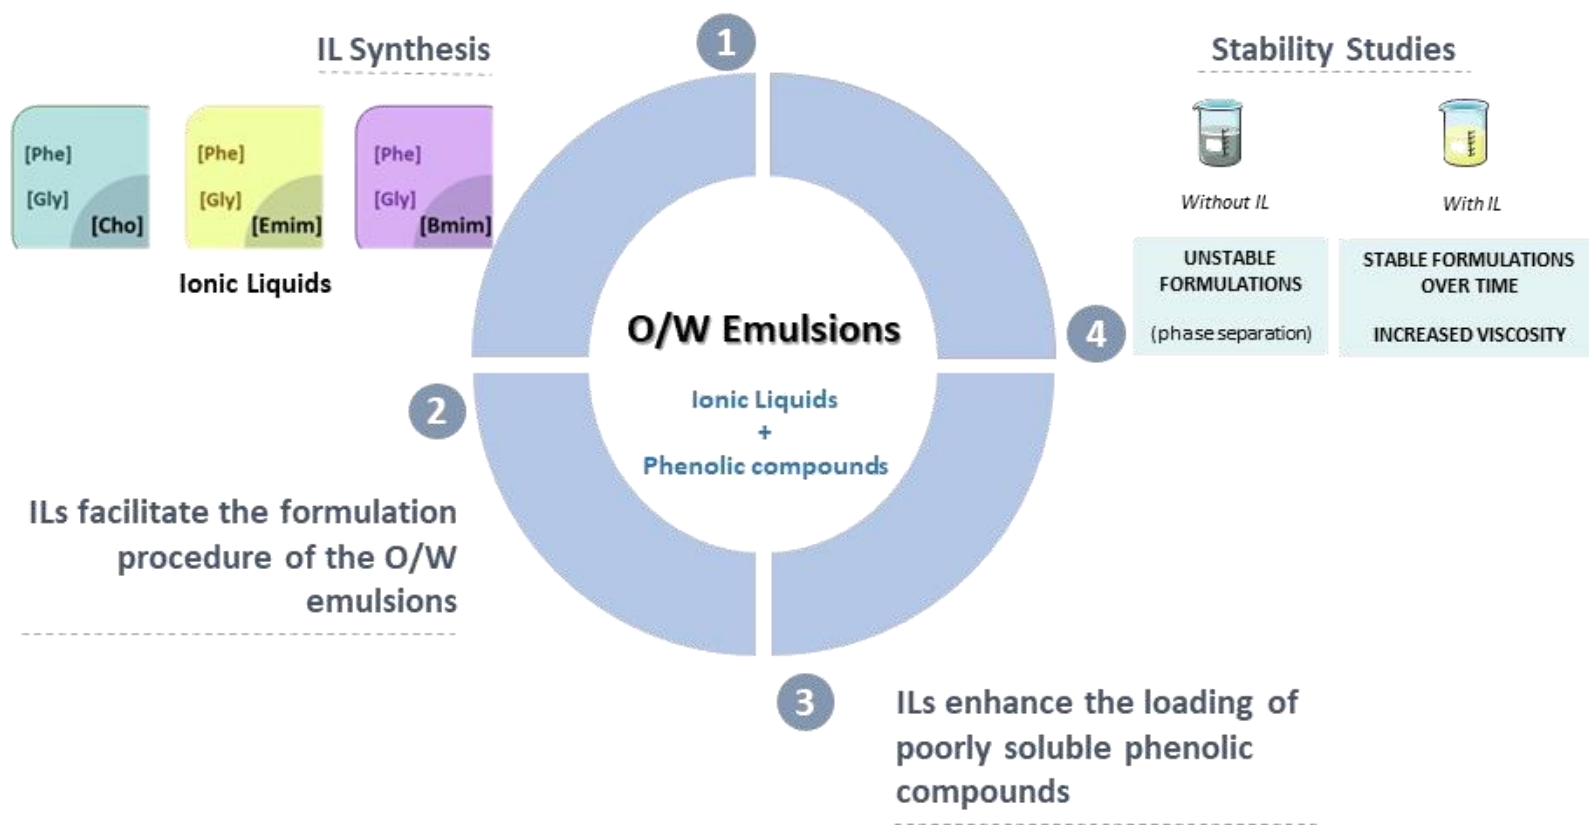 1
IL Synthesis
[Phe]
[Gly]
[Cho]
[Phe]
[Gly]
[Emim]
[Phe]
[Gly]
[Bmim]
Ionic Liquids
O/W Emulsions
Ionic Liquids
+
Phenolic compounds
2
ILs facilitate the formulation
procedure of the O/W
emulsions
3
ILs enhance the loading of
poorly soluble phenolic
compounds
4
Stability Studies
Without IL
UNSTABLE
FORMULATIONS
(phase separation)
With IL
STABLE FORMULATIONS
OVER TIME
INCREASED VISCOSITY